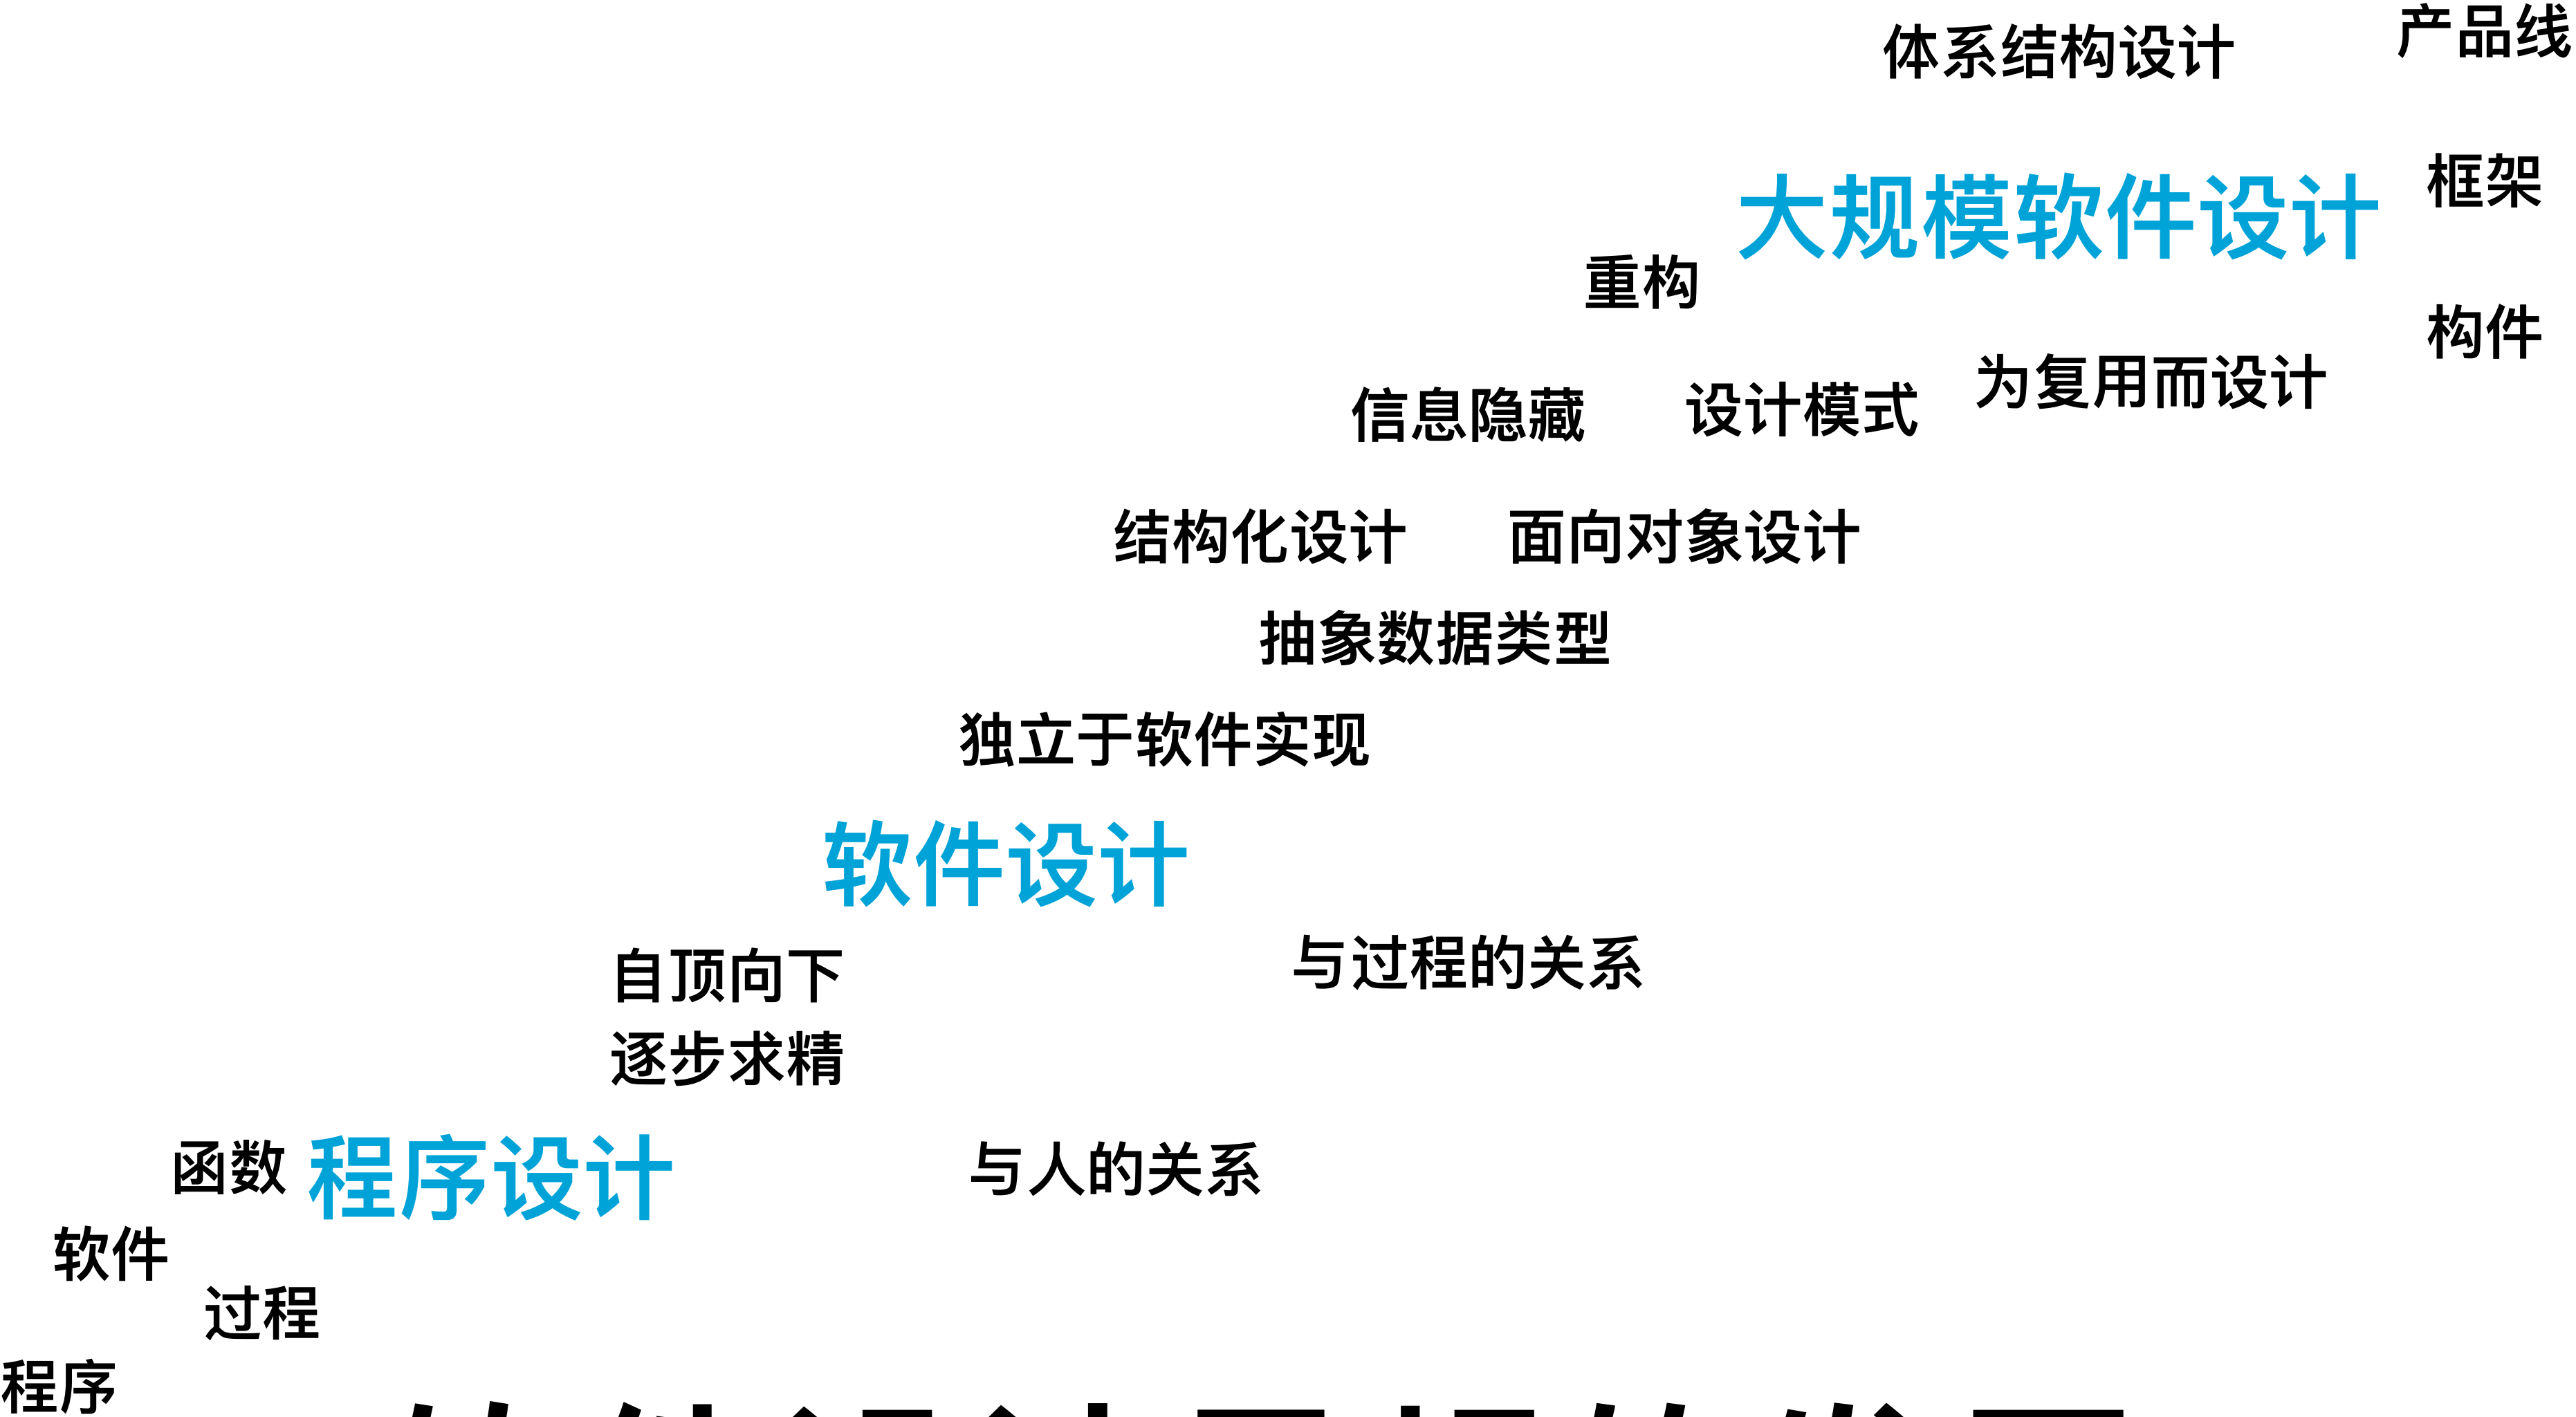 产品线
体系结构设计
框架
大规模软件设计
重构
构件
为复用而设计
设计模式
信息隐藏
结构化设计 面向对象设计
抽象数据类型
独立于软件实现
软件设计
与过程的关系
自顶向下
逐步求精
函数 程序设计
与人的关系
软件
过程
程序